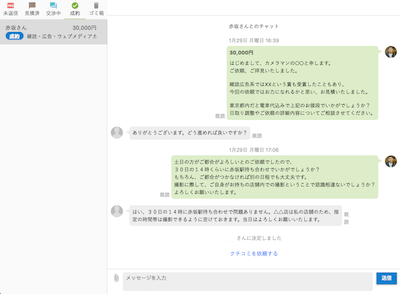 未返信
見積済
交渉中
成約
ゴミ箱
赤坂さん
30,000円
成約
雑誌・広告・ウェブメディア土
赤坂さんとのチャット
1月29日 月曜日 16:39
30,000円
はじめまして、カメラマンの〇〇と申します。
ご依頼、ご拝見いたしました。
雑誌広告系ではXXという賞も受賞したこともあり、
今回の依頼ではお力になれるかと思い、お見積いたしました。
東京都内だと電車代込みで上記のお値段でいかがでしょうか？
日取り調整やご依頼の詳細内容についてご相談させてください。
既読
ありがとうございます。どう進めれば良いですか？
既読
1月29日 月曜日 17:06
土日の方がご都合がよろしいとのご依頼でしたので、
３０日の１４時くらいに赤坂駅待ち合わせでいかがでしょうか？
もちろん、ご都合がつかなければ別の日程でも大丈夫です。
撮影に際して、ご自身がお持ちの店舗内での撮影ということで認識相違ないでしょうか？
よろしくお願いいたします。
既読
はい、３０日の１４時に赤坂駅待ち合わせで問題ありません。△△店は私の店舗のため、指
定の時間帯は撮影できるように空けておきます。当日はよろしくお願いいたします。
既読
さんに決定しました
クチコミを依頼する
メッセージを入力
送信